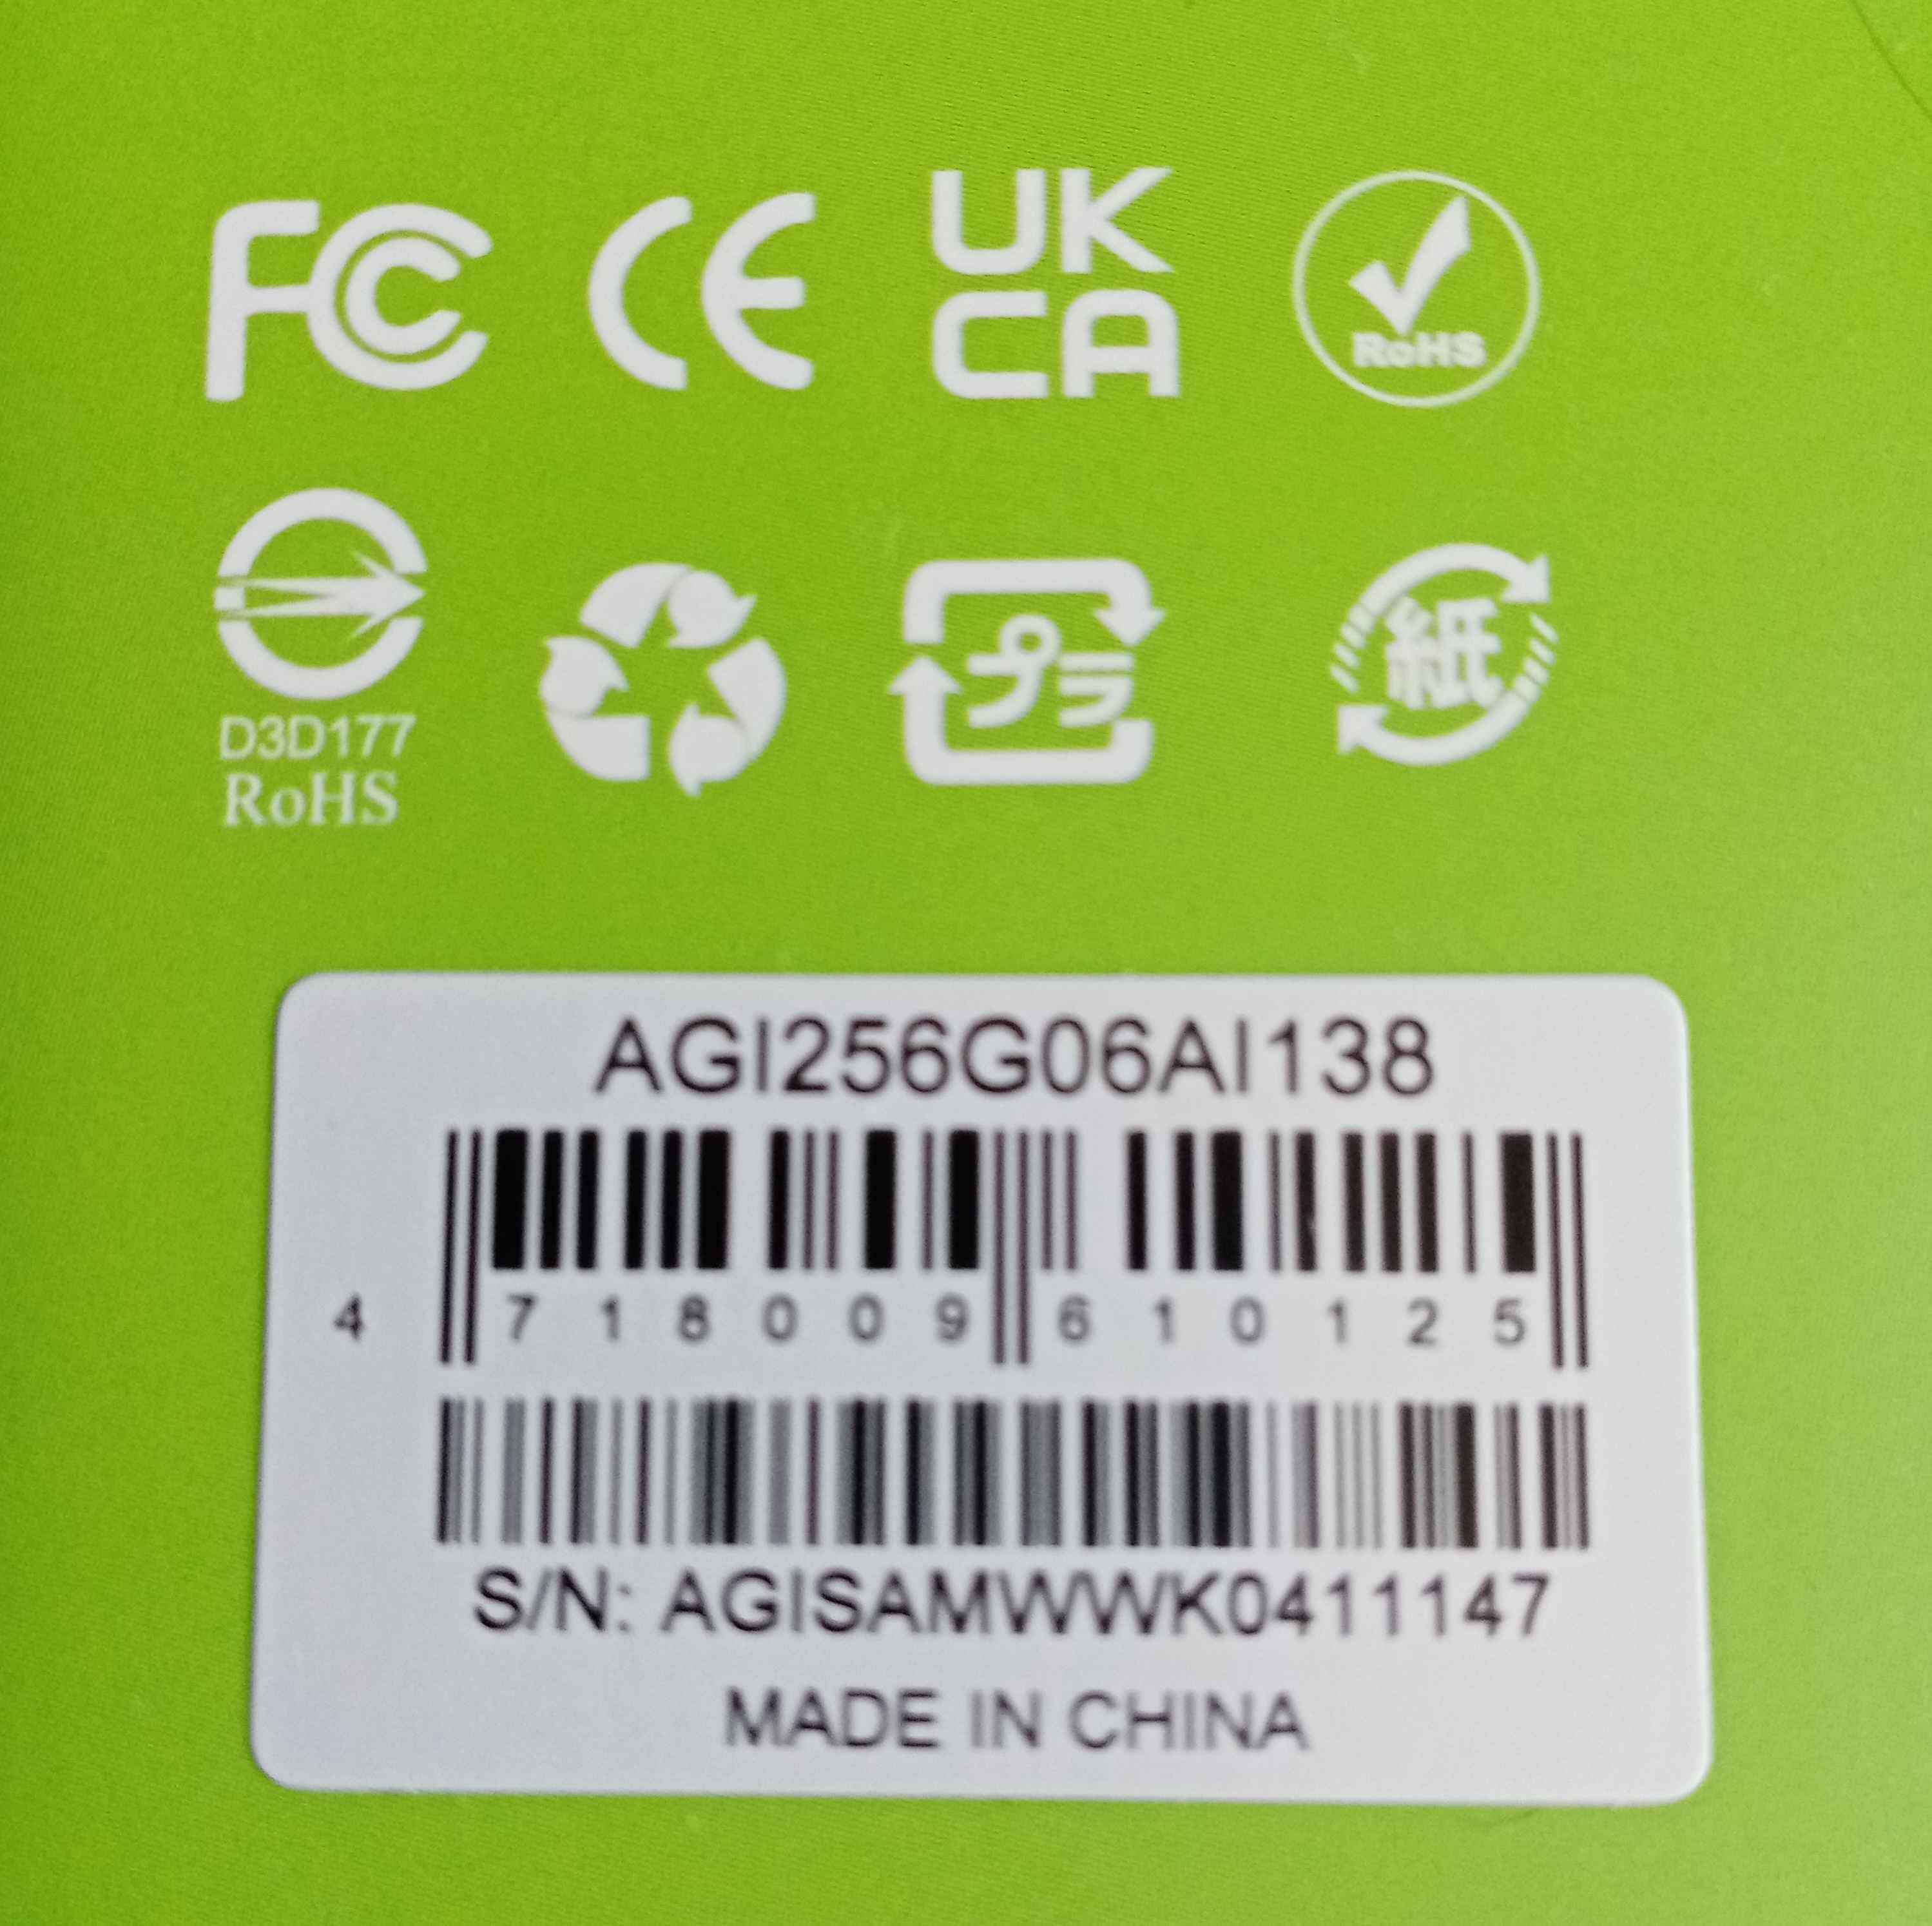 FC CE UK CA RoHS
D3D177
RoHS
プラ 紙
AGI256G06AI138
4 718009 610125
S/N: AGISAMWWK0411147
MADE IN CHINA